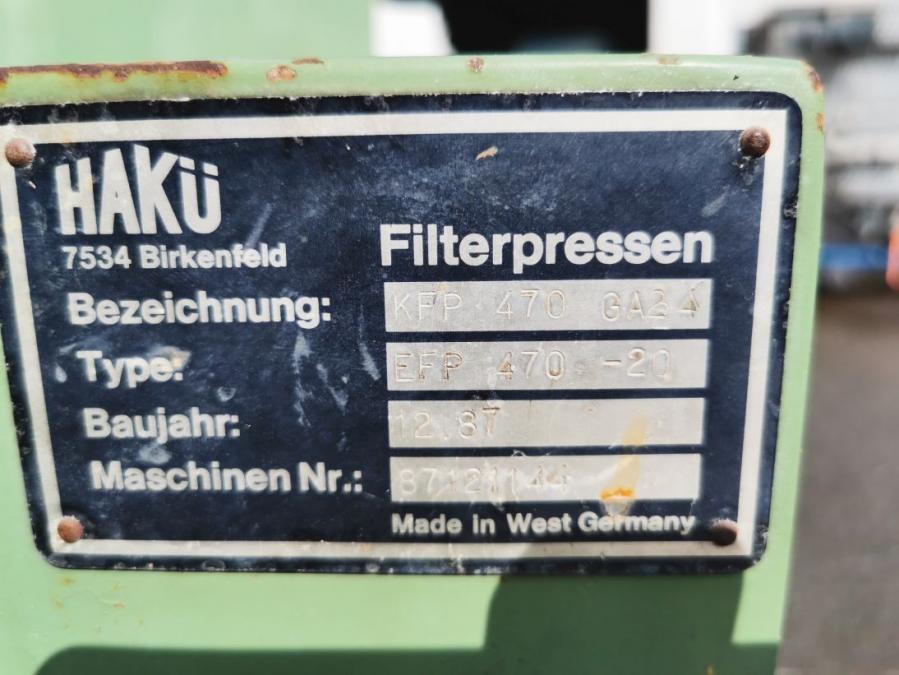 HAKÜ
7534 Birkenfeld
Filterpressen
Bezeichnung: KFP 470 GA24
Type: EFP 470 -20
Baujahr: 12.87
Maschinen Nr.: 87121144
Made in West Germany